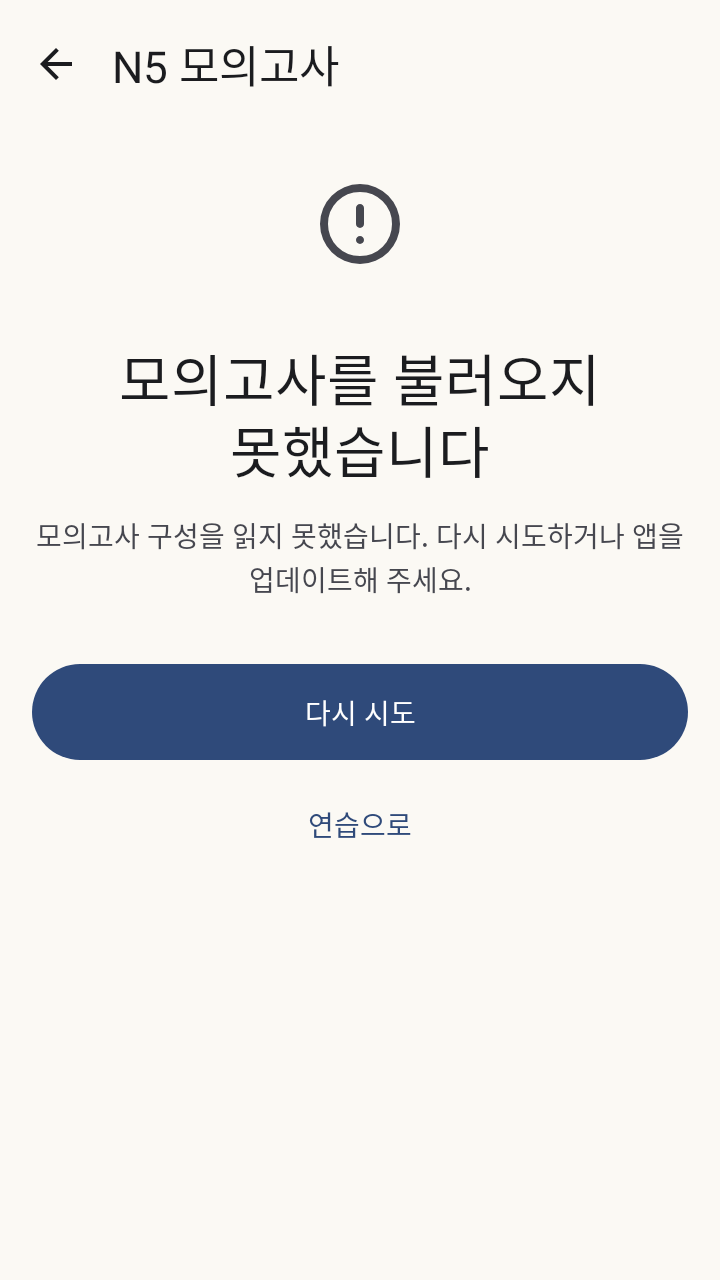 N5 모의고사
모의고사를 불러오지
못했습니다
모의고사 구성을 읽지 못했습니다. 다시 시도하거나 앱을
업데이트해 주세요.
다시 시도
연습으로